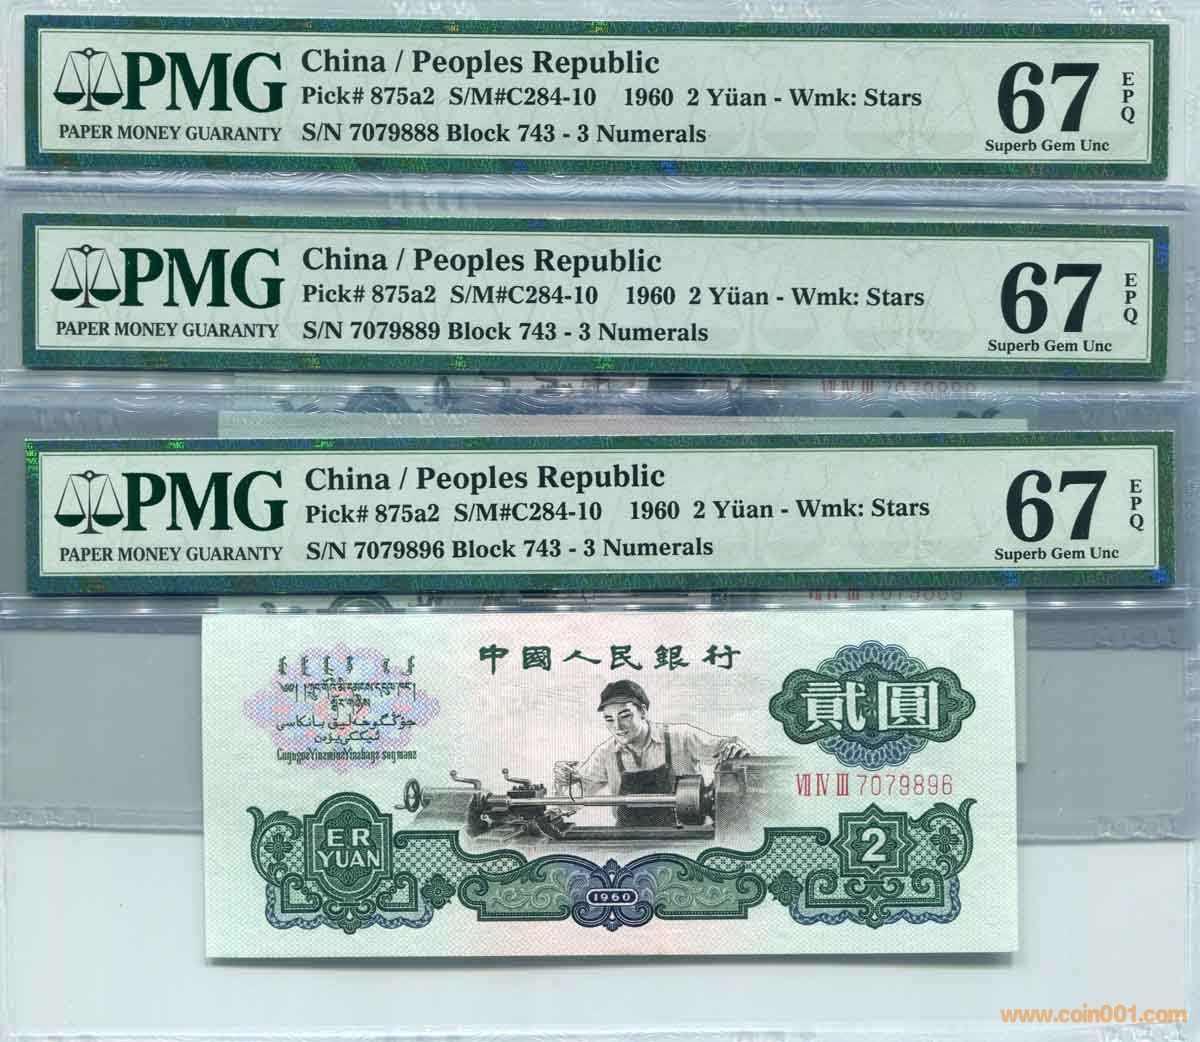 PMG
PAPER MONEY GUARANTY
China / Peoples Republic
Pick# 875a2 S/M#C284-10 1960 2 Yüan - Wmk: Stars
S/N 7079888 Block 743 - 3 Numerals
67
EPQ
Superb Gem Unc
PMG
PAPER MONEY GUARANTY
China / Peoples Republic
Pick# 875a2 S/M#C284-10 1960 2 Yüan - Wmk: Stars
S/N 7079889 Block 743 - 3 Numerals
67
EPQ
Superb Gem Unc
PMG
PAPER MONEY GUARANTY
China / Peoples Republic
Pick# 875a2 S/M#C284-10 1960 2 Yüan - Wmk: Stars
S/N 7079896 Block 743 - 3 Numerals
67
EPQ
Superb Gem Unc
中國人民銀行
貳圓
VII IV III 7079896
ER
YUAN
2
1960
www.coin001.com